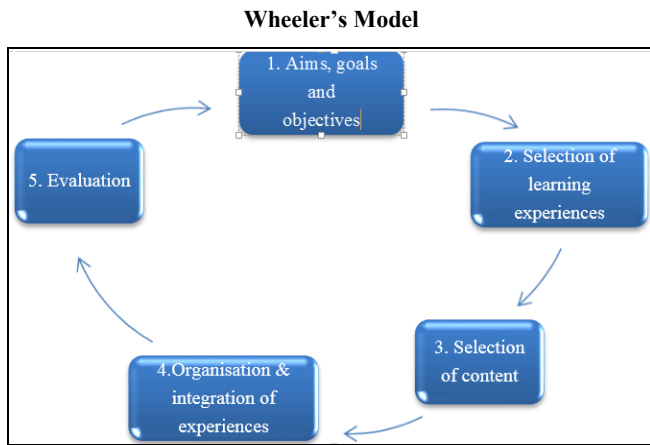 Wheeler’s Model
1. Aims, goals
and
objectives
2. Selection of
learning
experiences
3. Selection
of content
4.Organisation &
integration of
experiences
5. Evaluation